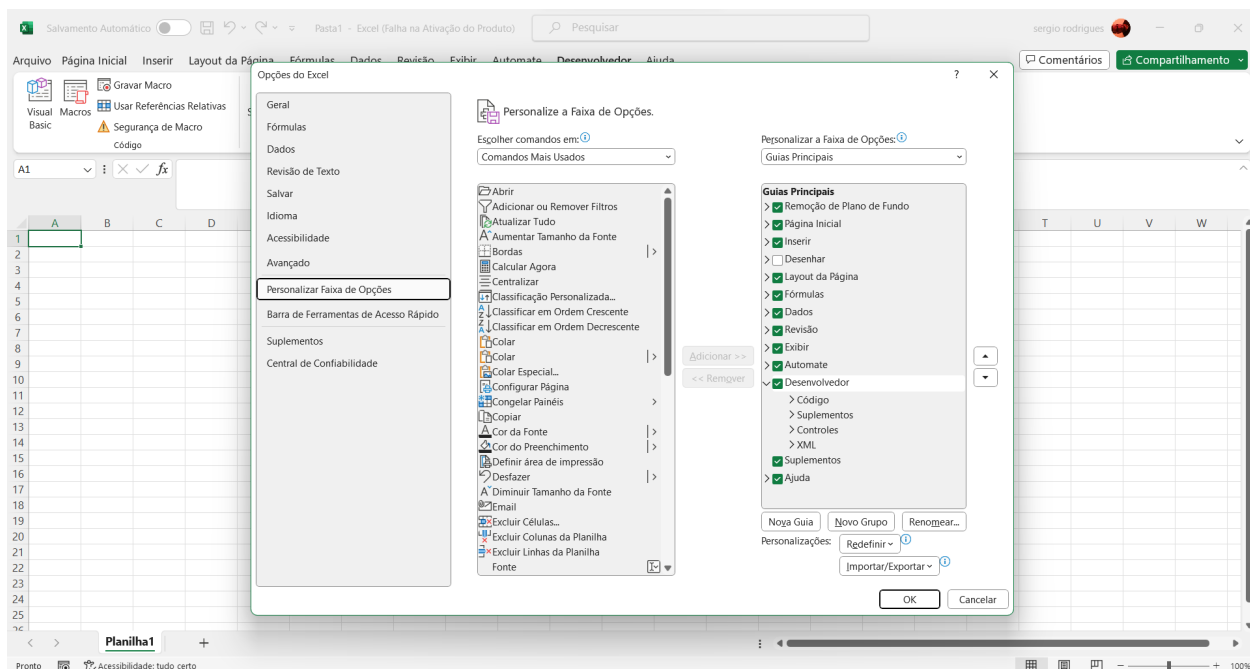 Salvamento Automático
Pasta1 - Excel (Falha na Ativação do Produto)
Pesquisar
sergio rodrigues
Arquivo Página Inicial Inserir Layout da Página Fórmulas Dados Revisão Exibir Automate Desenvolvedor Ajuda
Comentários
Compartilhamento
Visual Basic
Macros
Gravar Macro
Usar Referências Relativas
Segurança de Macro
Código
A1
fx
A B C D T U V W
1
2
3
4
5
6
7
8
9
10
11
12
13
14
15
16
17
18
19
20
21
22
23
24
25
26
Opções do Excel
?
Geral
Fórmulas
Dados
Revisão de Texto
Salvar
Idioma
Acessibilidade
Avançado
Personalizar Faixa de Opções
Barra de Ferramentas de Acesso Rápido
Suplementos
Central de Confiabilidade
Personalize a Faixa de Opções.
Escolher comandos em:
Comandos Mais Usados
Abrir
Adicionar ou Remover Filtros
Atualizar Tudo
Aumentar Tamanho da Fonte
Bordas
Calcular Agora
Centralizar
Classificação Personalizada...
Classificar em Ordem Crescente
Classificar em Ordem Decrescente
Colar
Colar
Colar Especial...
Configurar Página
Congelar Painéis
Copiar
Cor da Fonte
Cor do Preenchimento
Definir área de impressão
Desfazer
Diminuir Tamanho da Fonte
Email
Excluir Células...
Excluir Colunas da Planilha
Excluir Linhas da Planilha
Fonte
Adicionar >>
<< Remover
Personalizar a Faixa de Opções:
Guias Principais
Guias Principais
Remoção de Plano de Fundo
Página Inicial
Inserir
Desenhar
Layout da Página
Fórmulas
Dados
Revisão
Exibir
Automate
Desenvolvedor
Código
Suplementos
Controles
XML
Suplementos
Ajuda
Nova Guia
Novo Grupo
Renomear...
Personalizações:
Redefinir
Importar/Exportar
OK
Cancelar
Planilha1
Pronto
Acessibilidade: tudo certo
100%